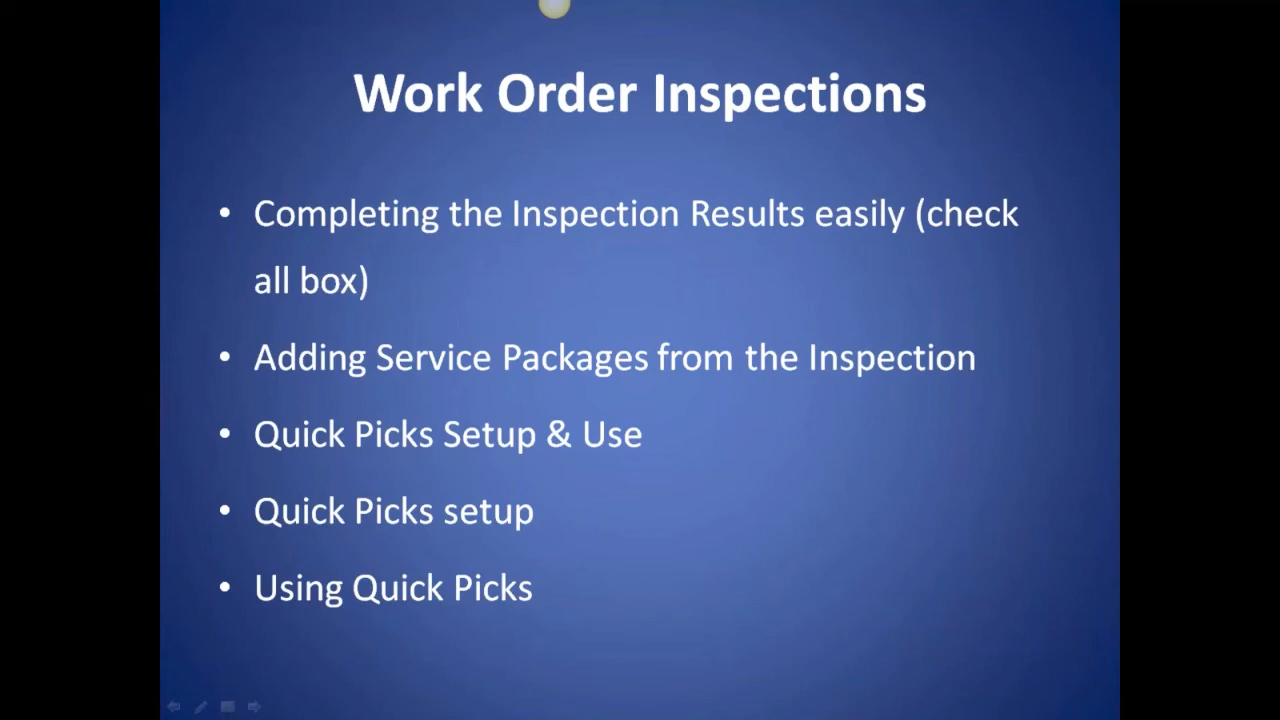 Work Order Inspections
• Completing the Inspection Results easily (check
all box)
• Adding Service Packages from the Inspection
• Quick Picks Setup & Use
• Quick Picks setup
• Using Quick Picks